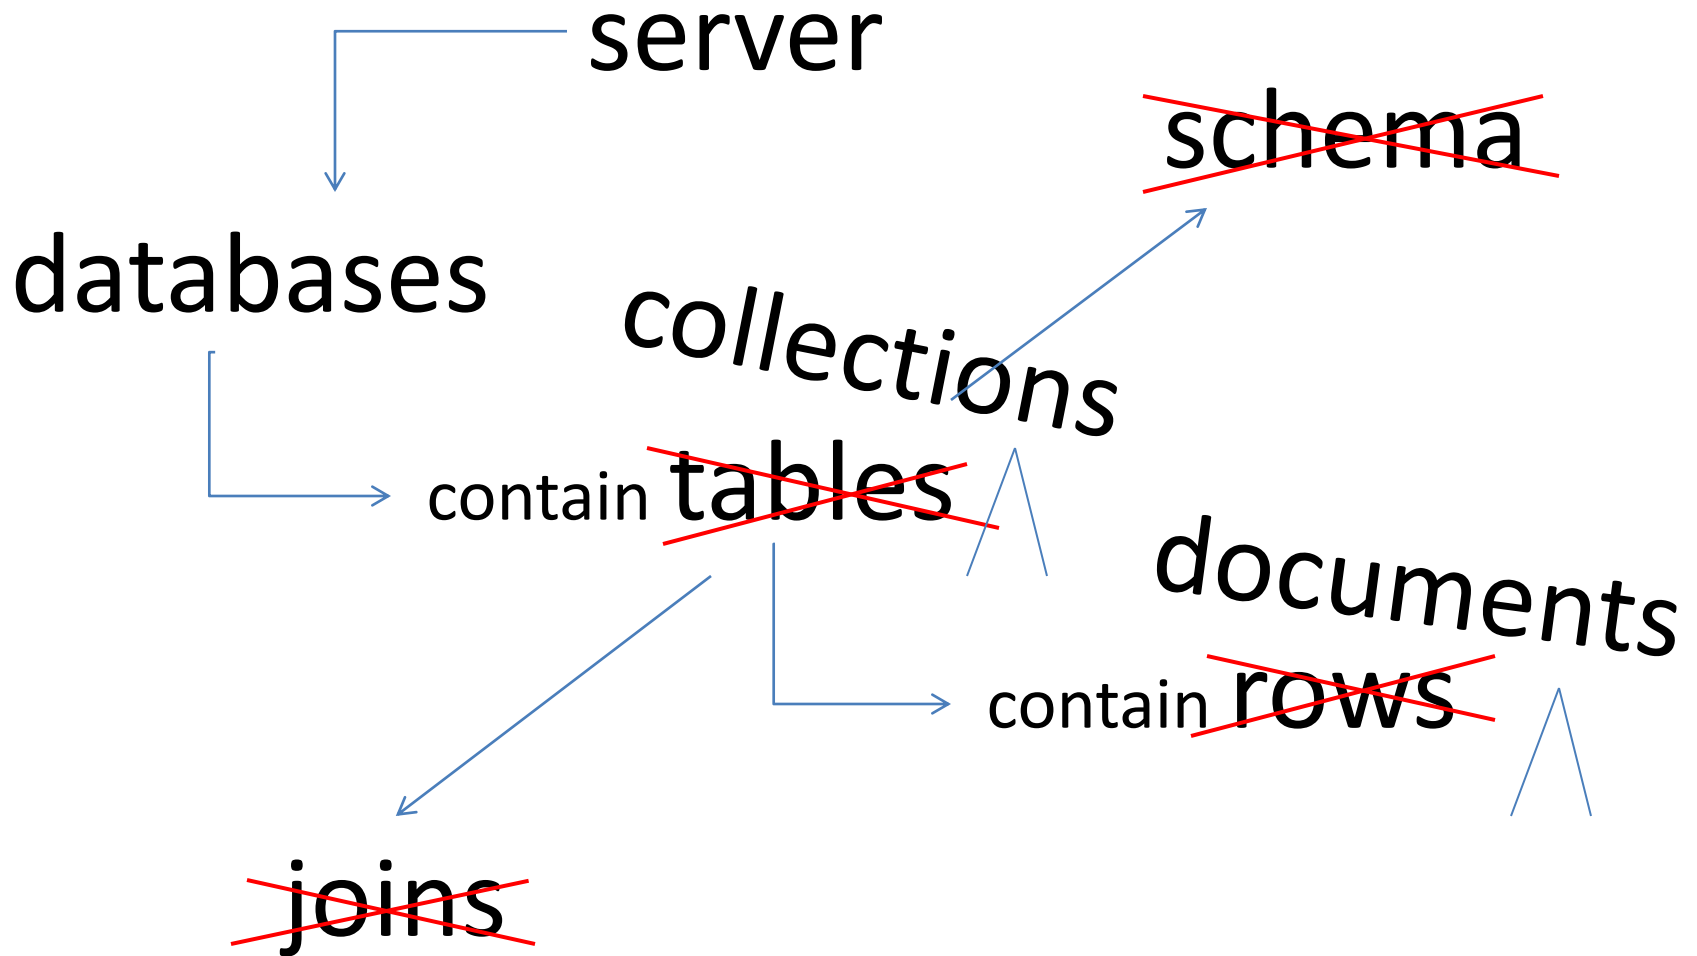 server
schema
databases
collections
contain tables
documents
contain rows
joins